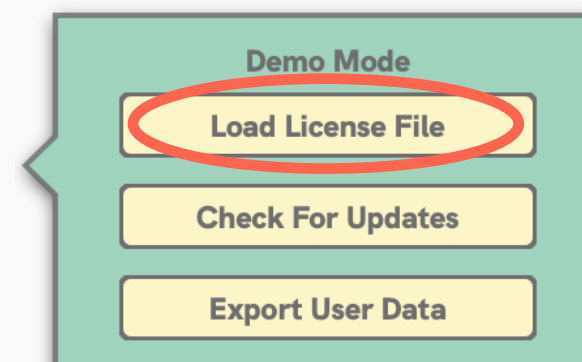 Demo Mode
Load License File
Check For Updates
Export User Data